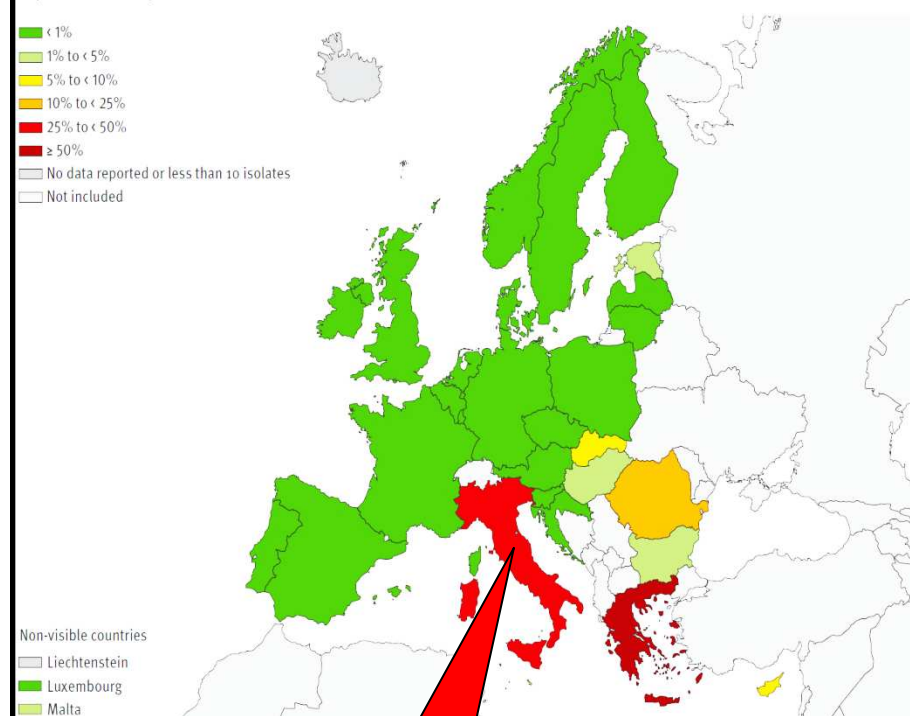 < 1%
1% to < 5%
5% to < 10%
10% to < 25%
25% to < 50%
≥ 50%
No data reported or less than 10 isolates
Not included
Non-visible countries
Liechtenstein
Luxembourg
Malta